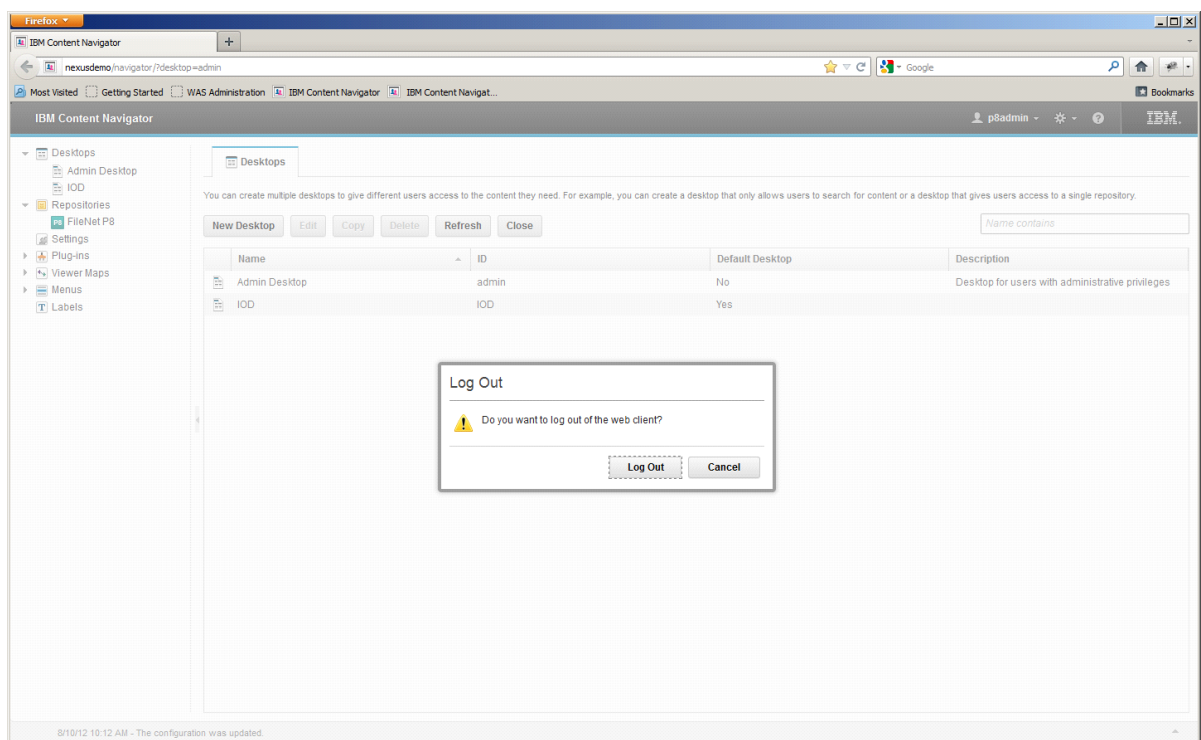 Firefox
IBM Content Navigator
nexusdemo/navigator/?desktop=admin
Google
Most Visited Getting Started WAS Administration IBM Content Navigator IBM Content Navigat...
Bookmarks
IBM Content Navigator
p8admin
IBM.
Desktops
Admin Desktop
IOD
Repositories
P8 FileNet P8
Settings
Plug-ins
Viewer Maps
Menus
T Labels
Desktops
You can create multiple desktops to give different users access to the content they need. For example, you can create a desktop that only allows users to search for content or a desktop that gives users access to a single repository.
New Desktop Edit Copy Delete Refresh Close
Name contains
Name ID Default Desktop Description
Admin Desktop admin No Desktop for users with administrative privileges
IOD IOD Yes
Log Out
Do you want to log out of the web client?
Log Out Cancel
8/10/12 10:12 AM - The configuration was updated.